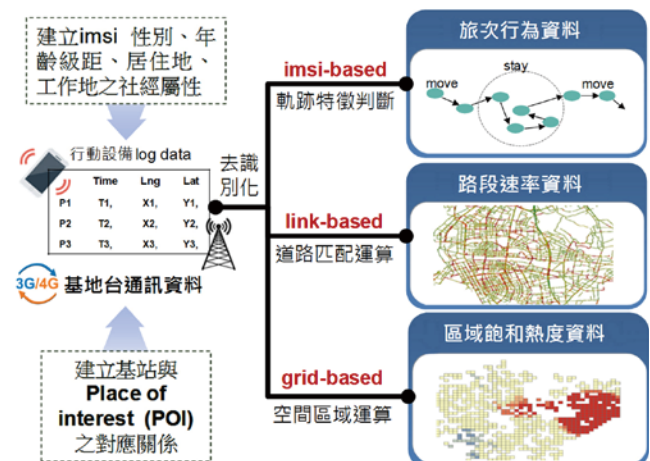 建立imsi 性別、年
齡級距、居住地、
工作地之社經屬性
行動設備log data
Time Lng Lat
P1 T1, X1, Y1,
P2 T2, X2, Y2,
P3 T3, X3, Y3,
3G/4G 基地台通訊資料
建立基站與
Place of
interest (POI)
之對應關係
去識
別化
imsi-based
軌跡特徵判斷
link-based
道路匹配運算
grid-based
空間區域運算
旅次行為資料
stay
move move
路段速率資料
區域飽和熱度資料